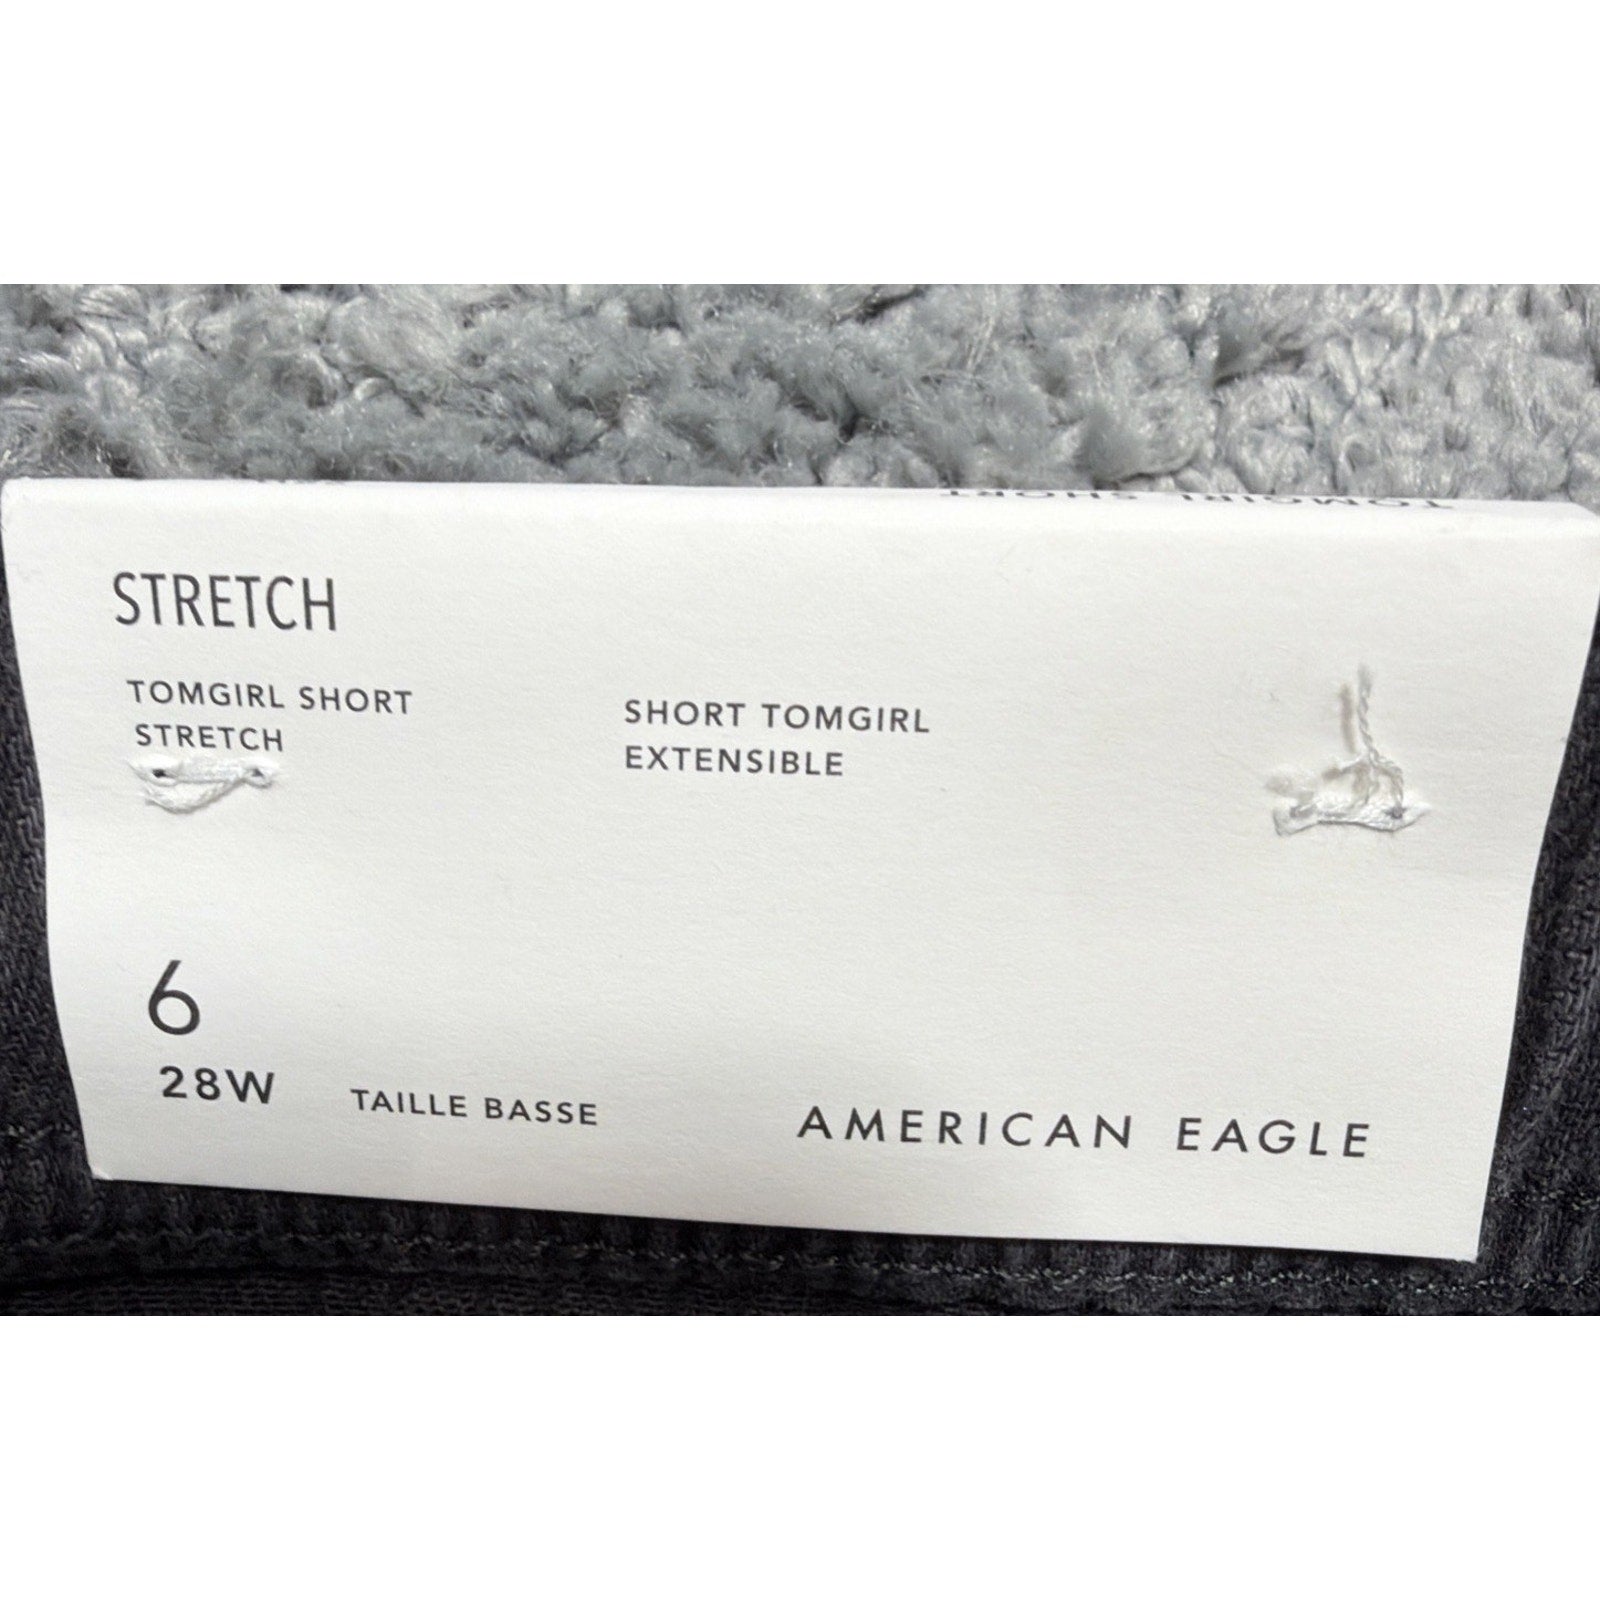 TOMGIRL SHORT
STRETCH
TOMGIRL SHORT
STRETCH
SHORT TOMGIRL
EXTENSIBLE
6
28W
TAILLE BASSE
AMERICAN EAGLE